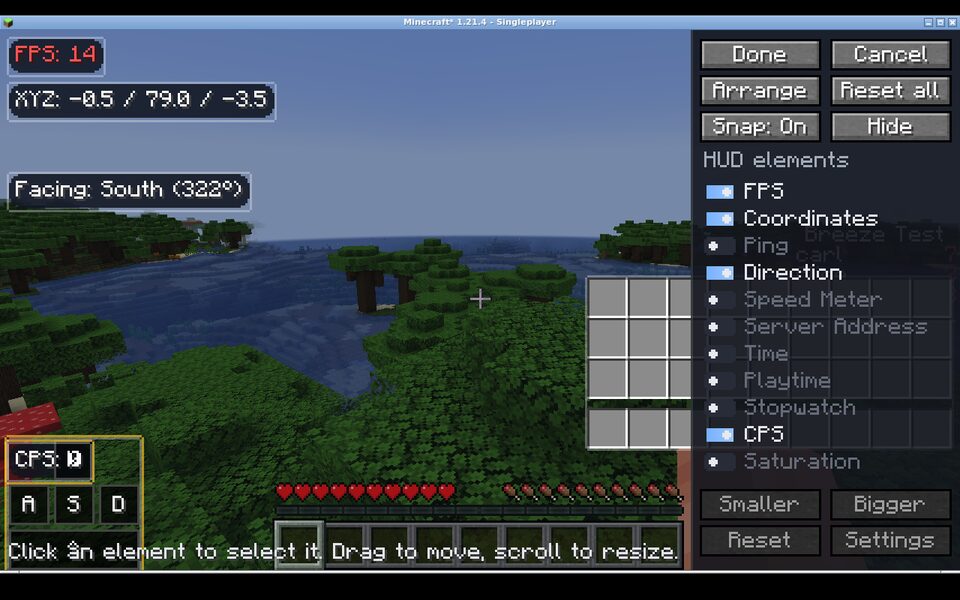 Minecraft* 1.21.4 - Singleplayer
FPS: 14
XYZ: -0.5 / 79.0 / -3.5
Facing: South (322°)
CPS: 0
A S D
Click an element to select it. Drag to move, scroll to resize.
Done Cancel
Arrange Reset all
Snap: On Hide
HUD elements
FPS
Coordinates
Ping
Direction
Speed Meter
Server Address
Time
Playtime
Stopwatch
CPS
Saturation
Breeze Test
carl
Smaller Bigger
Reset Settings